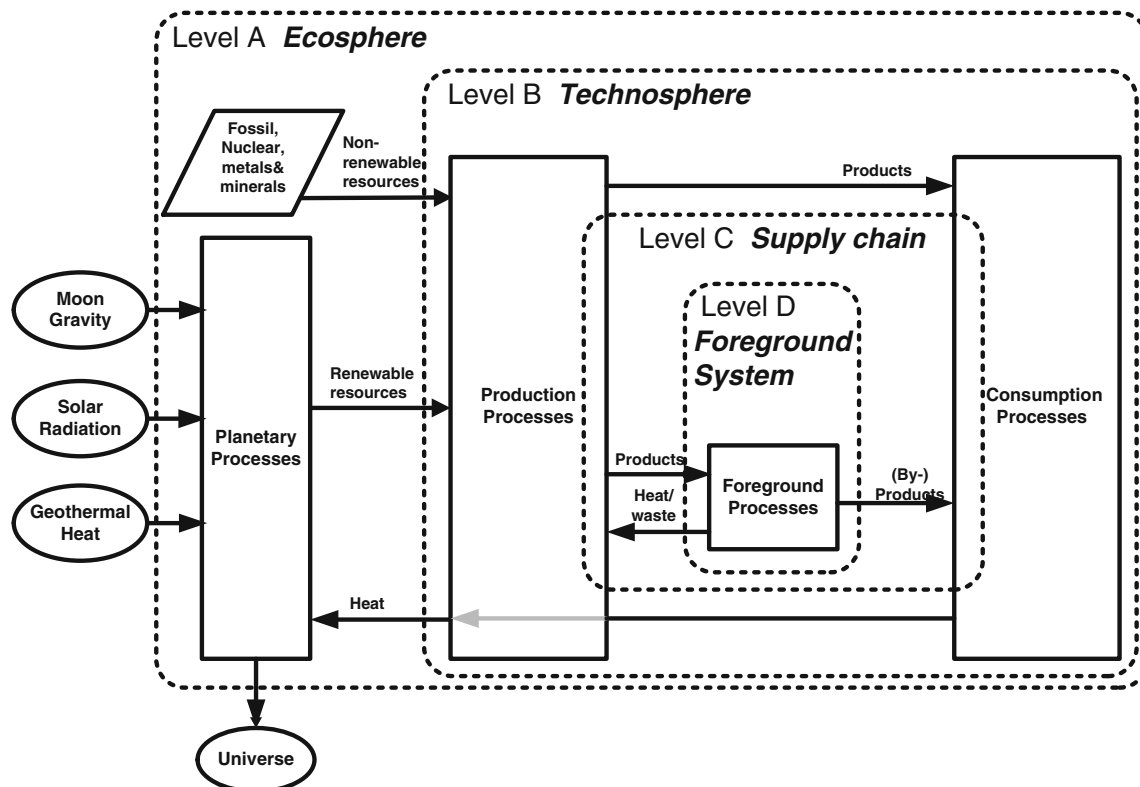 Level A Ecosphere
Level B Technosphere
Fossil,
Nuclear,
metals&
minerals
Non-
renewable
resources
Products
Level C Supply chain
Moon
Gravity
Level D
Foreground
System
Renewable
resources
Solar
Radiation
Planetary
Processes
Production
Processes
Consumption
Processes
Products
Heat/
waste
Foreground
Processes
(By-)
Products
Geothermal
Heat
Heat
Universe